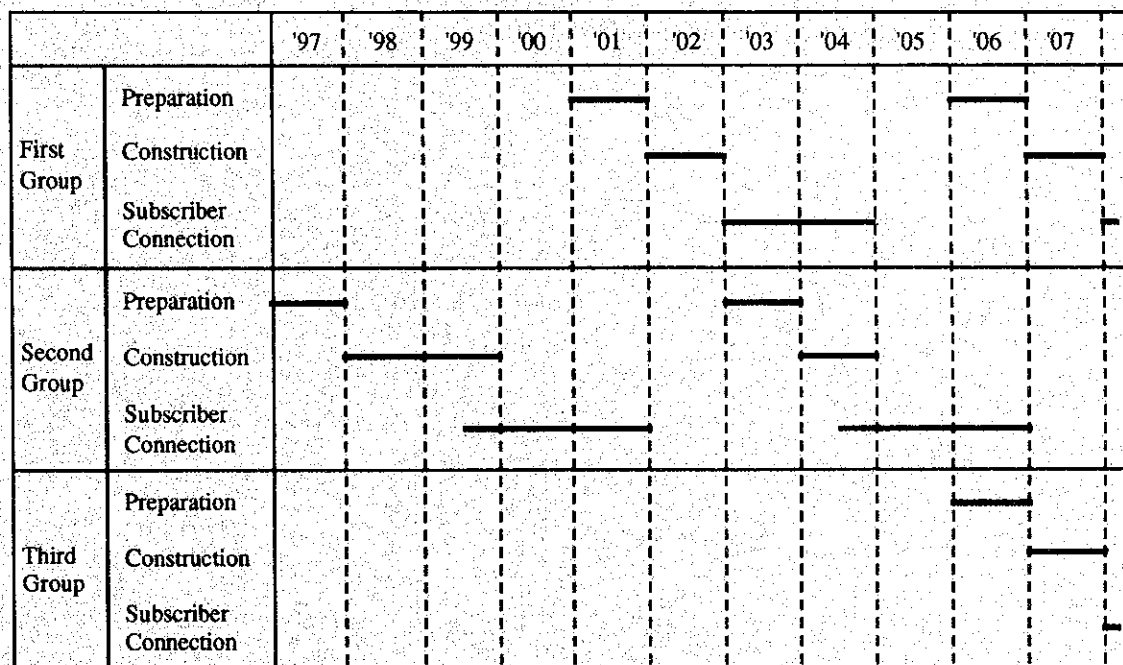 '97 '98 '99 '00 '01 '02 '03 '04 '05 '06 '07
First
Group
Preparation
Construction
Subscriber
Connection
Second
Group
Preparation
Construction
Subscriber
Connection
Third
Group
Preparation
Construction
Subscriber
Connection